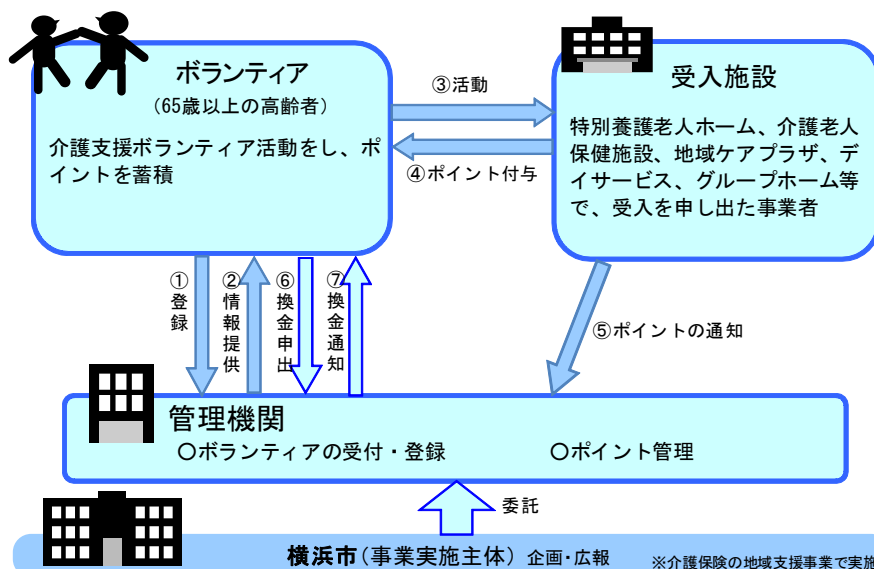 ボランティア
（65歳以上の高齢者）
介護支援ボランティア活動をし、ポ
イントを蓄積
③活動
④ポイント付与
受入施設
特別養護老人ホーム、介護老人
保健施設、地域ケアプラザ、デ
イサービス、グループホーム等
で、受入を申し出た事業者
①登録
②情報提供
⑥換金申出
⑦換金通知
⑤ポイントの通知
管理機関
○ボランティアの受付・登録
○ポイント管理
委託
横浜市（事業実施主体） 企画・広報
※介護保険の地域支援事業で実施